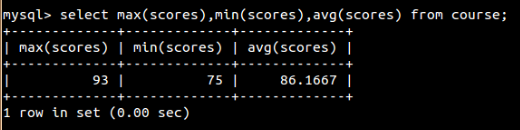 mysql> select max(scores),min(scores),avg(scores) from course;
+-------------+-------------+-------------+
| max(scores) | min(scores) | avg(scores) |
+-------------+-------------+-------------+
|          93 |          75 |     86.1667 |
+-------------+-------------+-------------+
1 row in set (0.00 sec)